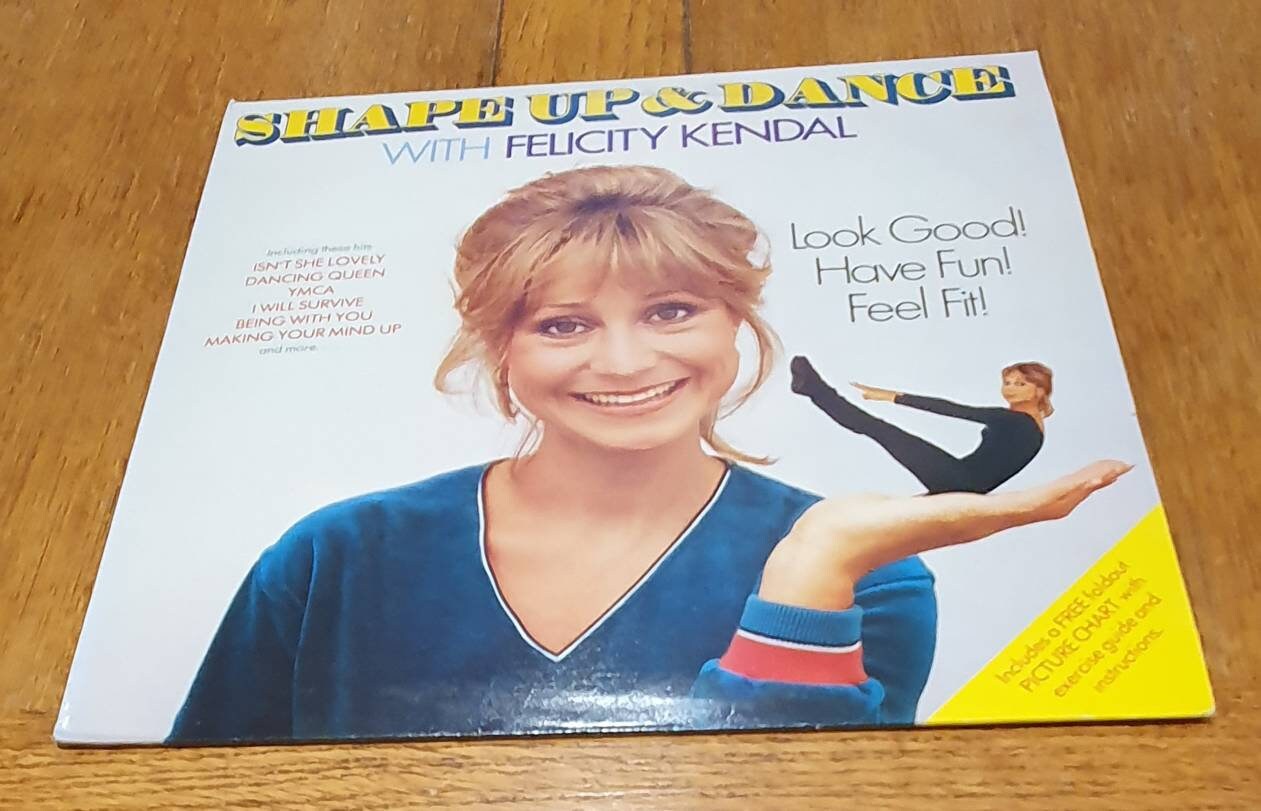 SHAPE UP & DANCE
WITH FELICITY KENDAL
Including these hits
ISN'T SHE LOVELY
DANCING QUEEN
YMCA
I WILL SURVIVE
BEING WITH YOU
MAKING YOUR MIND UP
and more.
Look Good!
Have Fun!
Feel Fit!
Includes a FREE foldout
PICTURE CHART with
exercise guide and
instructions.